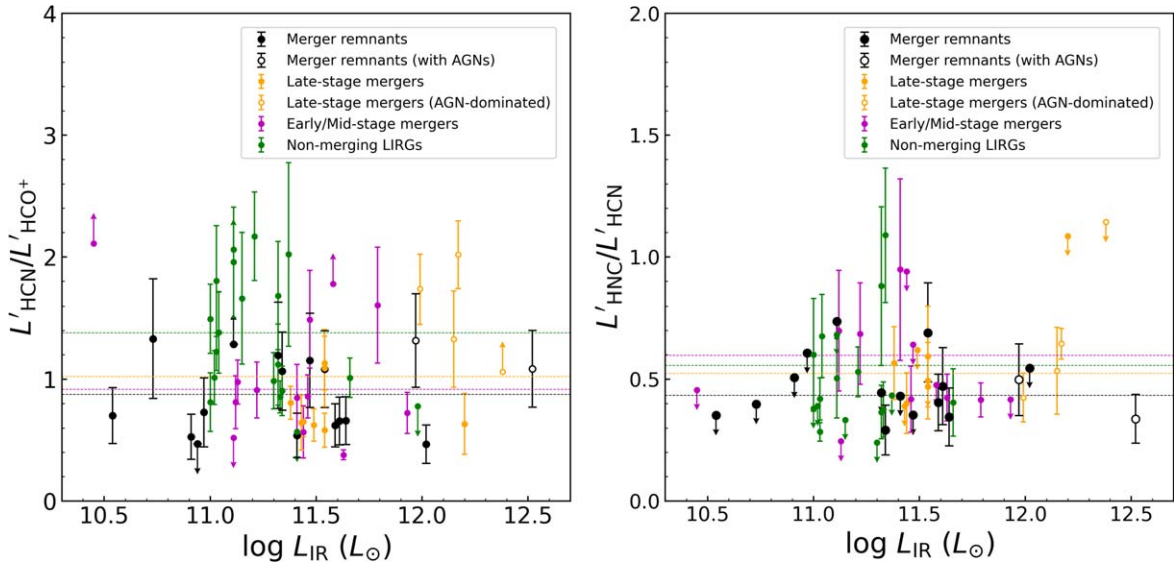 4
3
2
1
0
L′HCN/L′HCO+
10.5 11.0 11.5 12.0 12.5
log LIR (L⊙)
Merger remnants
Merger remnants (with AGNs)
Late-stage mergers
Late-stage mergers (AGN-dominated)
Early/Mid-stage mergers
Non-merging LIRGs
2.0
1.5
1.0
0.5
0.0
L′HNC/L′HCN
10.5 11.0 11.5 12.0 12.5
log LIR (L⊙)
Merger remnants
Merger remnants (with AGNs)
Late-stage mergers
Late-stage mergers (AGN-dominated)
Early/Mid-stage mergers
Non-merging LIRGs